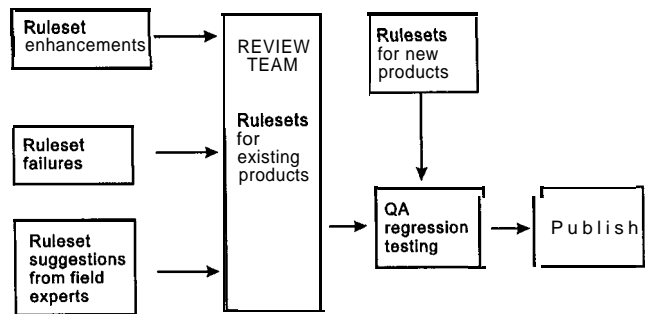 Ruleset
enhancements
Ruleset
failures
Ruleset
suggestions
from field
experts
REVIEW
TEAM
Rulesets
for
existing
products
Rulesets
for new
products
QA
regression
testing
Publish